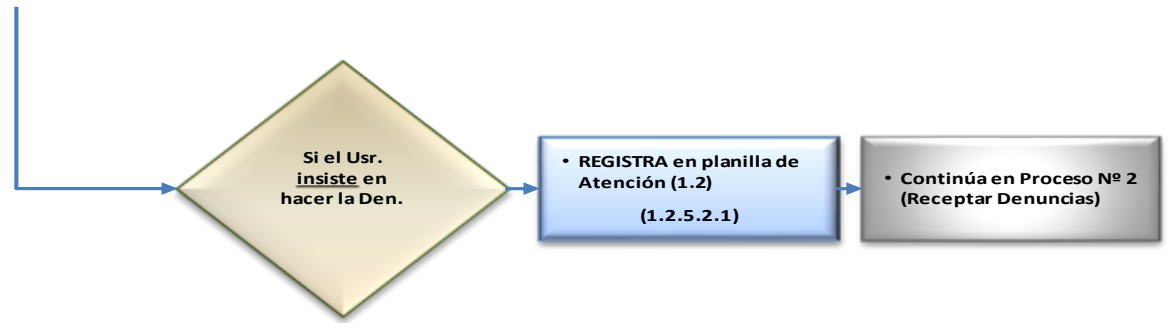 Si el Usr.
insiste en
hacer la Den.
• REGISTRA en planilla de
Atención (1.2)
(1.2.5.2.1)
• Continúa en Proceso Nº 2
(Receptar Denuncias)